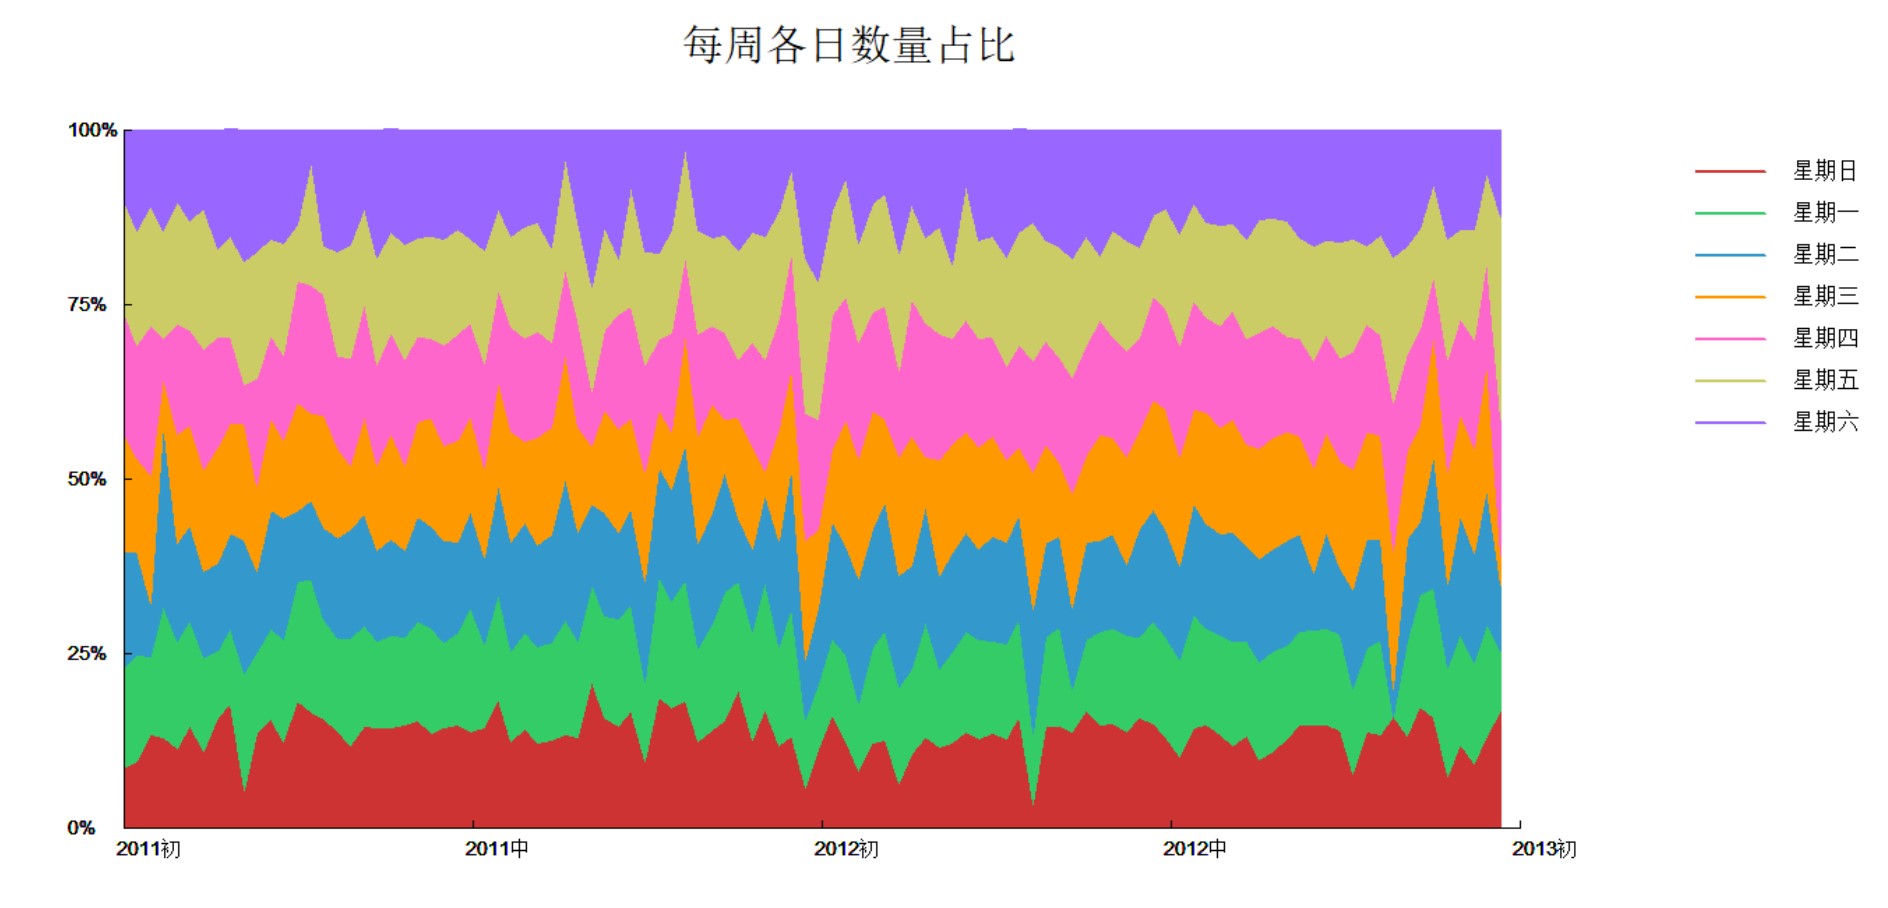 每周各日数量占比
100%
75%
50%
25%
0%
2011初
2011中
2012初
2012中
2013初
星期日
星期一
星期二
星期三
星期四
星期五
星期六